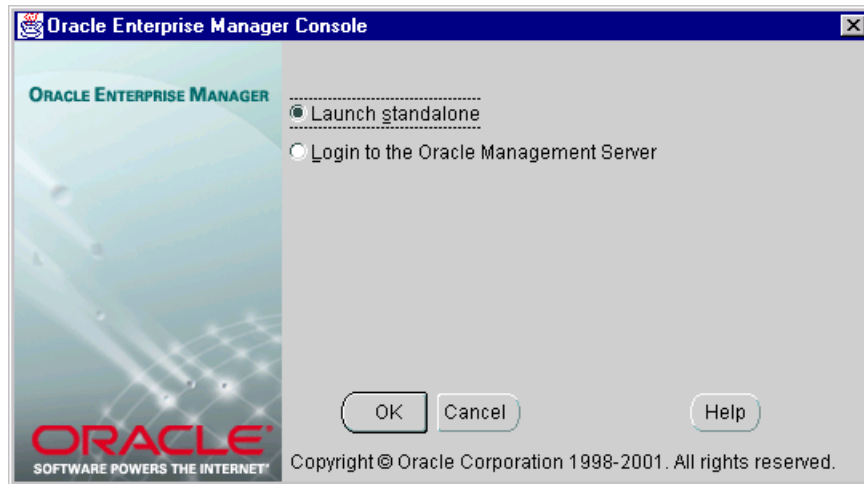 Oracle Enterprise Manager Console
ORACLE ENTERPRISE MANAGER
Launch standalone
Login to the Oracle Management Server
OK Cancel Help
ORACLE®
SOFTWARE POWERS THE INTERNET™
Copyright © Oracle Corporation 1998-2001. All rights reserved.